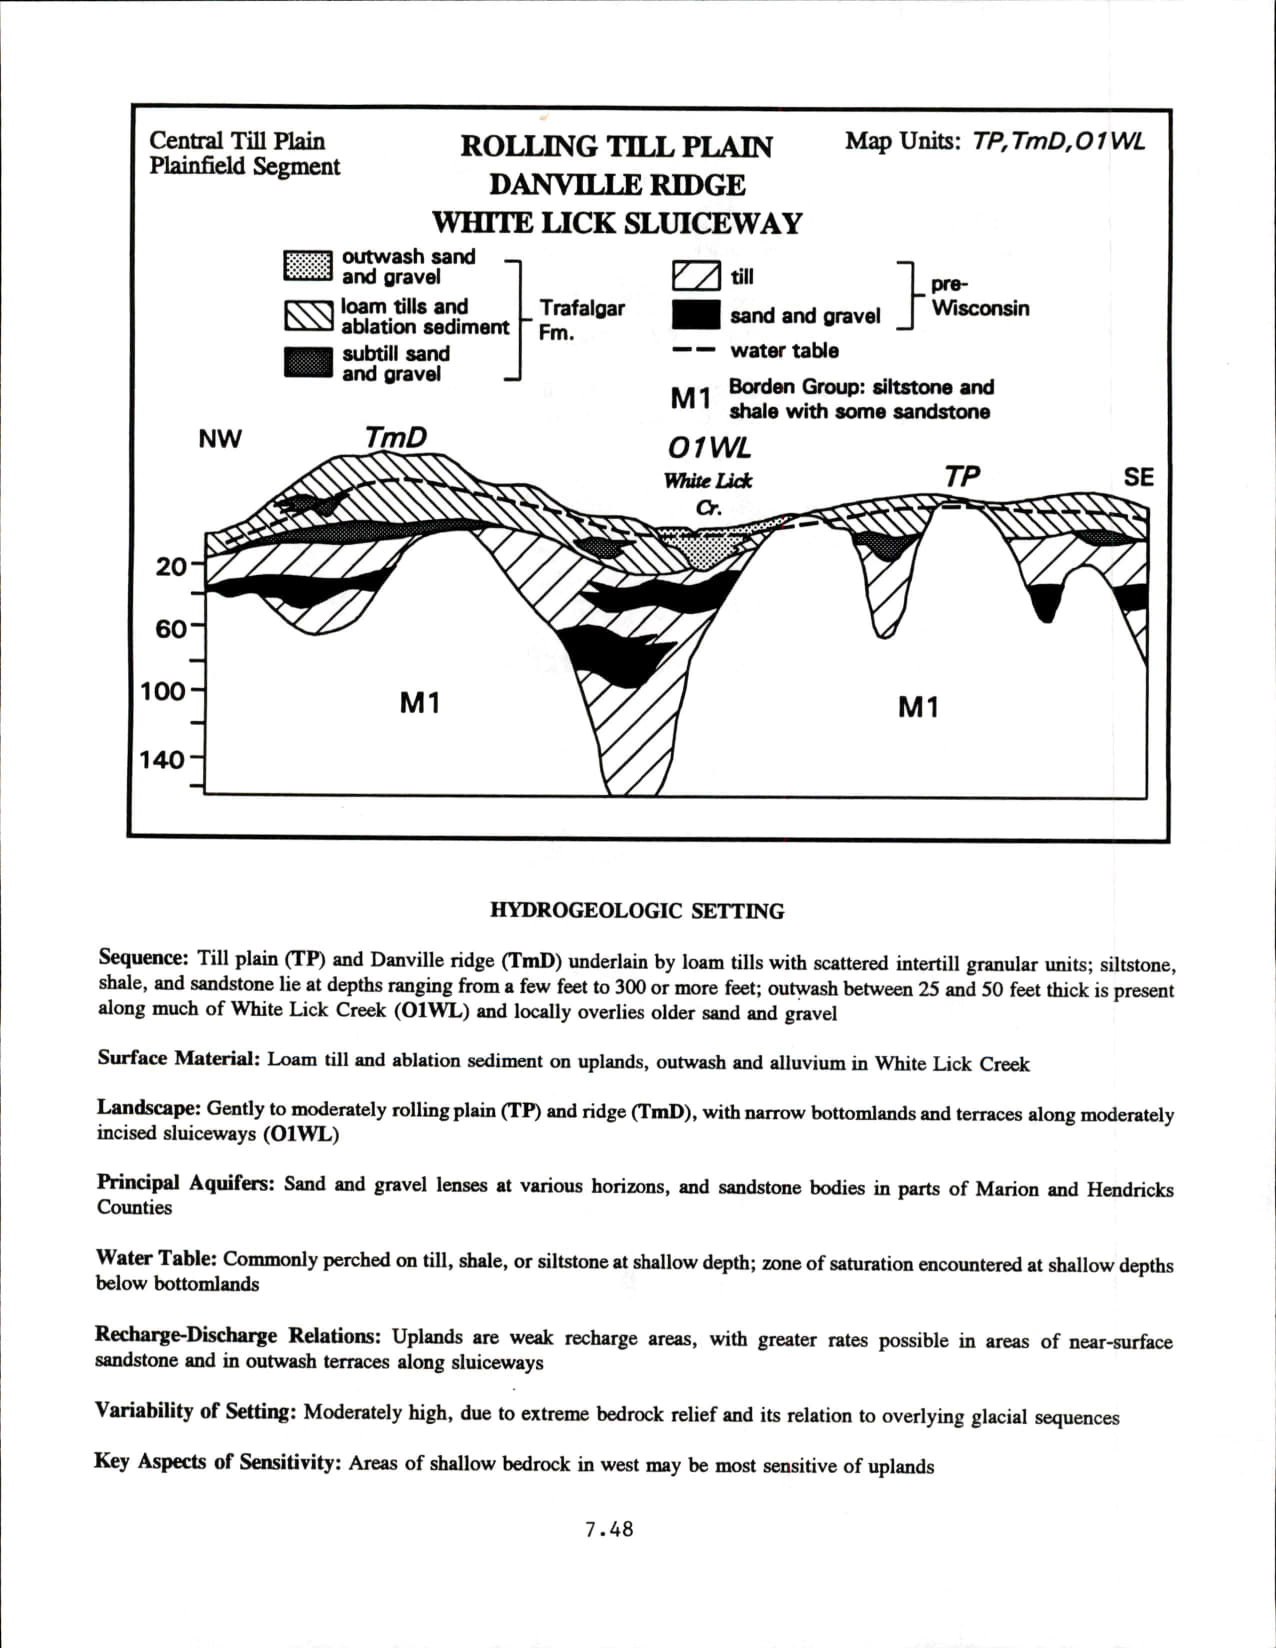 Central Till Plain
Plainfield Segment
ROLLING TILL PLAIN
DANVILLE RIDGE
WHITE LICK SLUICEWAY
Map Units: TP, TmD, O1WL
outwash sand
and gravel
loam tills and
ablation sediment
subtill sand
and gravel
Trafalgar
Fm.
till
sand and gravel
pre-
Wisconsin
water table
M1
Borden Group: siltstone and
shale with some sandstone
NW
TmD
O1WL
White Lick
Cr.
TP
SE
20
60
100
140
M1
M1
HYDROGEOLOGIC SETTING
Sequence: Till plain (TP) and Danville ridge (TmD) underlain by loam tills with scattered intertill granular units; siltstone,
shale, and sandstone lie at depths ranging from a few feet to 300 or more feet; outwash between 25 and 50 feet thick is present
along much of White Lick Creek (O1WL) and locally overlies older sand and gravel
Surface Material: Loam till and ablation sediment on uplands, outwash and alluvium in White Lick Creek
Landscape: Gently to moderately rolling plain (TP) and ridge (TmD), with narrow bottomlands and terraces along moderately
incised sluiceways (O1WL)
Principal Aquifers: Sand and gravel lenses at various horizons, and sandstone bodies in parts of Marion and Hendricks
Counties
Water Table: Commonly perched on till, shale, or siltstone at shallow depth; zone of saturation encountered at shallow depths
below bottomlands
Recharge-Discharge Relations: Uplands are weak recharge areas, with greater rates possible in areas of near-surface
sandstone and in outwash terraces along sluiceways
Variability of Setting: Moderately high, due to extreme bedrock relief and its relation to overlying glacial sequences
Key Aspects of Sensitivity: Areas of shallow bedrock in west may be most sensitive of uplands
7.48